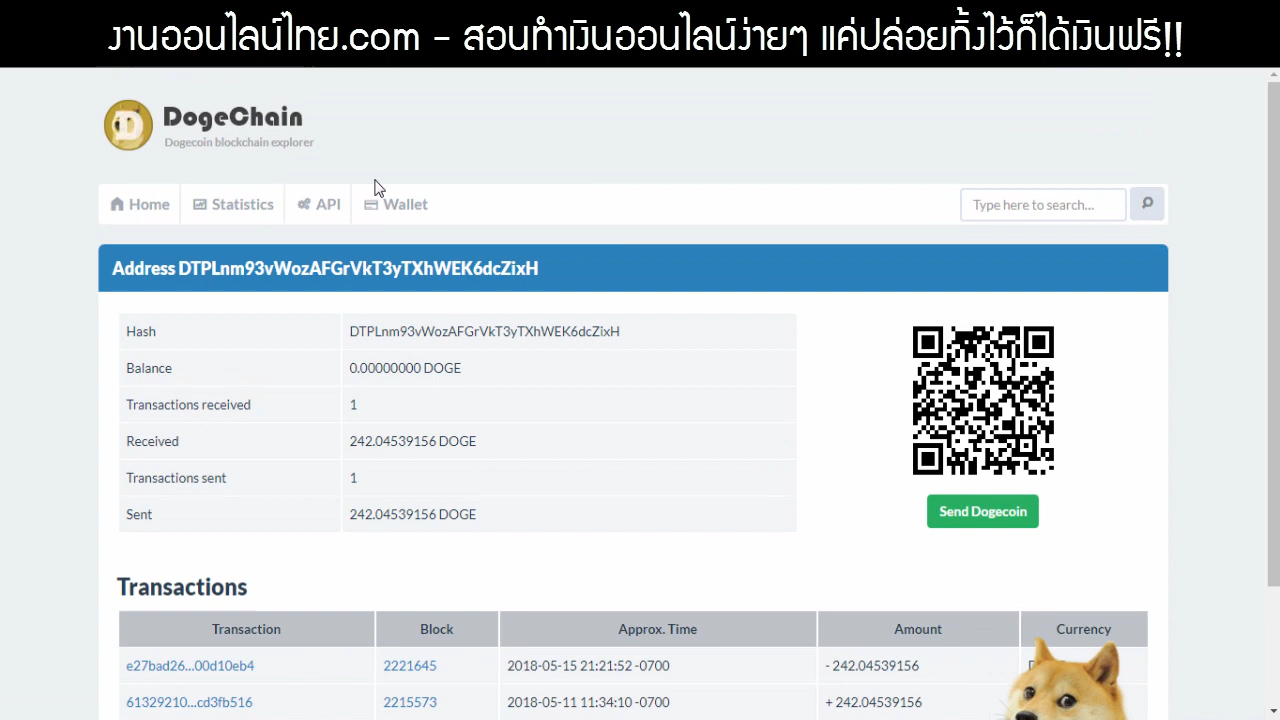 งานออนไลน์ไทย.com - สอนทำเงินออนไลน์ง่ายๆ แค่ปล่อยทิ้งไว้ก็ได้เงินฟรี!!
DogeChain
Dogecoin blockchain explorer
Home Statistics API Wallet Type here to search...
Address DTPLnm93vWozAFGrVkT3yTXhWEK6dcZixH
Hash DTPLnm93vWozAFGrVkT3yTXhWEK6dcZixH
Balance 0.00000000 DOGE
Transactions received 1
Received 242.04539156 DOGE
Transactions sent 1
Sent 242.04539156 DOGE
Send Dogecoin
Transactions
Transaction Block Approx. Time Amount Currency
e27bad26...00d10eb4 2221645 2018-05-15 21:21:52 -0700 - 242.04539156
61329210...cd3fb516 2215573 2018-05-11 11:34:10 -0700 + 242.04539156